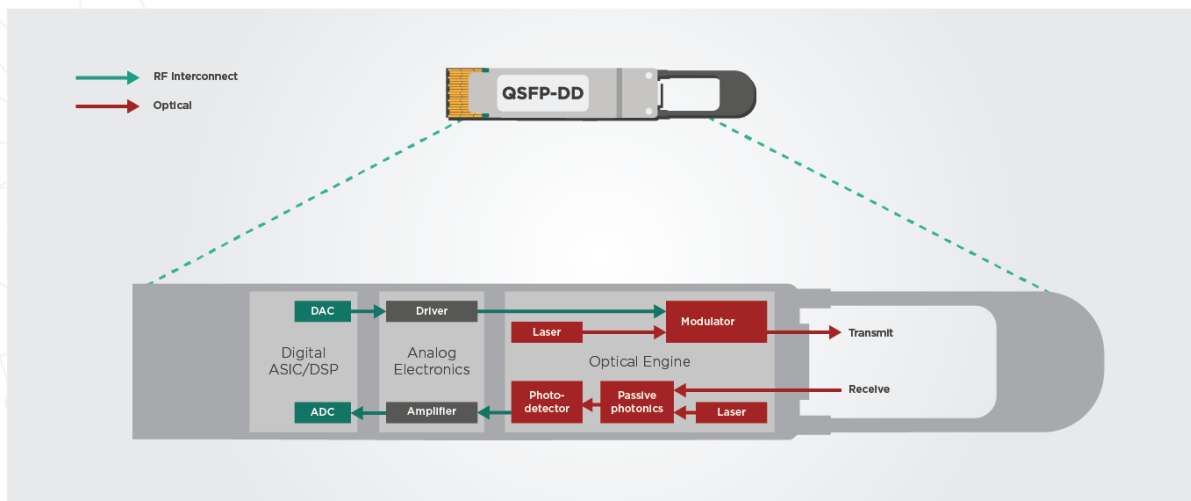 RF Interconnect
Optical
QSFP-DD
DAC
Driver
Laser
Modulator
Transmit
Digital
ASIC/DSP
Analog
Electronics
Optical Engine
Receive
ADC
Amplifier
Photo-
detector
Passive
photonics
Laser